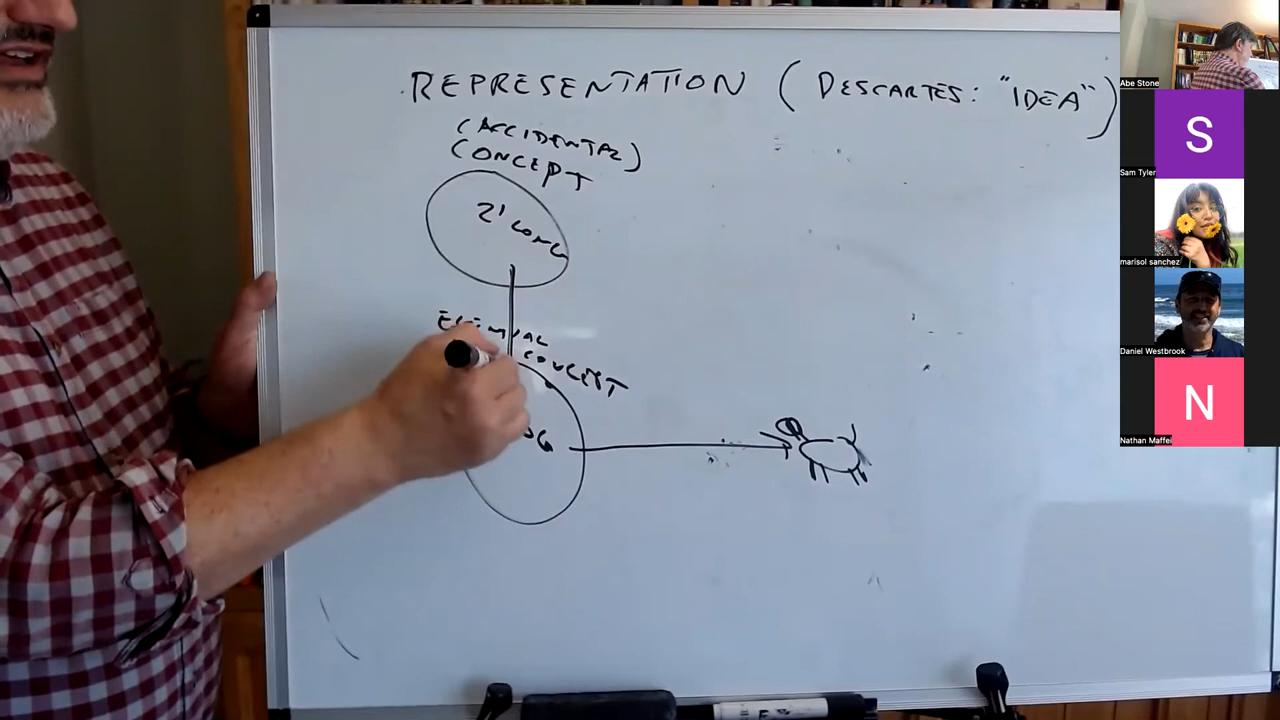 REPRESENTATION (DESCARTES: "IDEA")
(ACCIDENTAL)
CONCEPT
2' LONG
CONCEPT
Abe Stone
S
Sam Tyler
marisol sanchez
Daniel Westbrook
N
Nathan Maffei